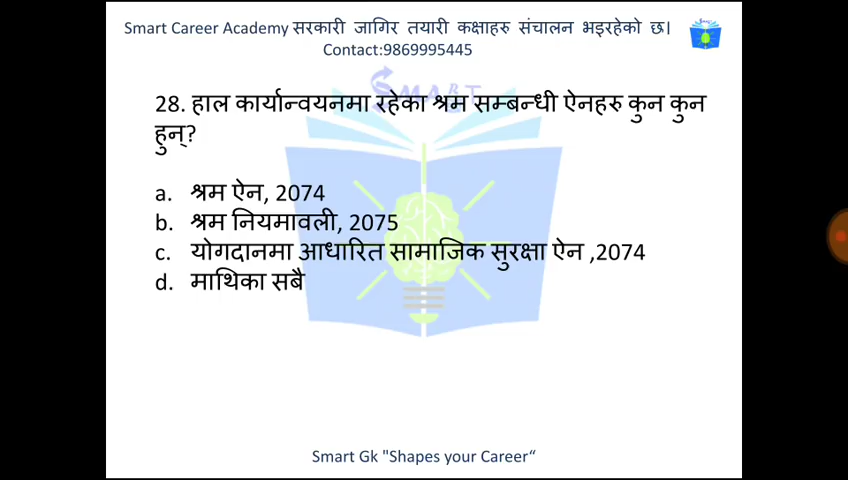 Smart Career Academy सरकारी जागिर तयारी कक्षाहरु संचालन भइरहेको छ।
Contact:9869995445
SMART
28. हाल कार्यान्वयनमा रहेका श्रम सम्बन्धी ऐनहरु कुन कुन
हुन्?
a. श्रम ऐन, 2074
b. श्रम नियमावली, 2075
c. योगदानमा आधारित सामाजिक सुरक्षा ऐन ,2074
d. माथिका सबै
Smart Gk "Shapes your Career“